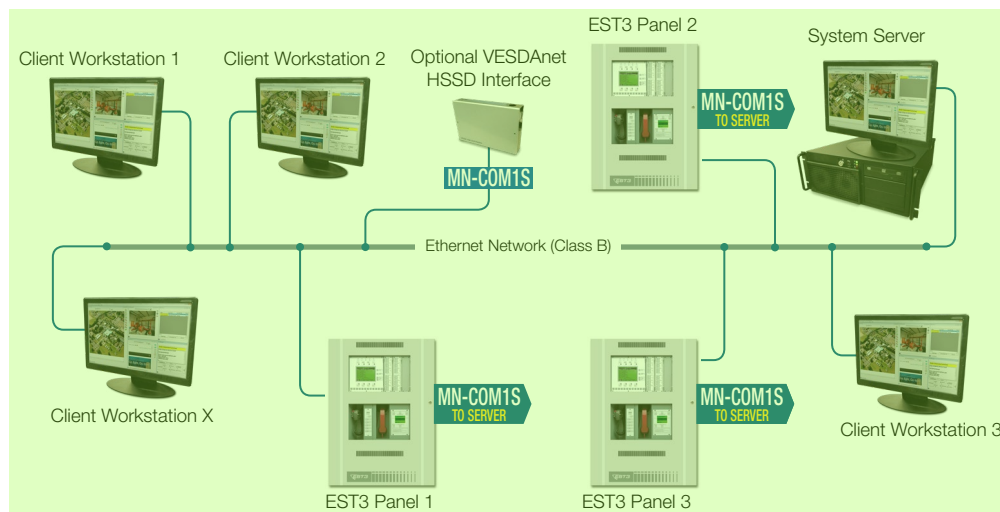 Client Workstation 1
Client Workstation 2
Optional VESDAnet
HSSD Interface
EST3 Panel 2
System Server
MN-COM1S
TO SERVER
MN-COM1S
Ethernet Network (Class B)
Client Workstation X
MN-COM1S
TO SERVER
MN-COM1S
TO SERVER
Client Workstation 3
EST3 Panel 1
EST3 Panel 3